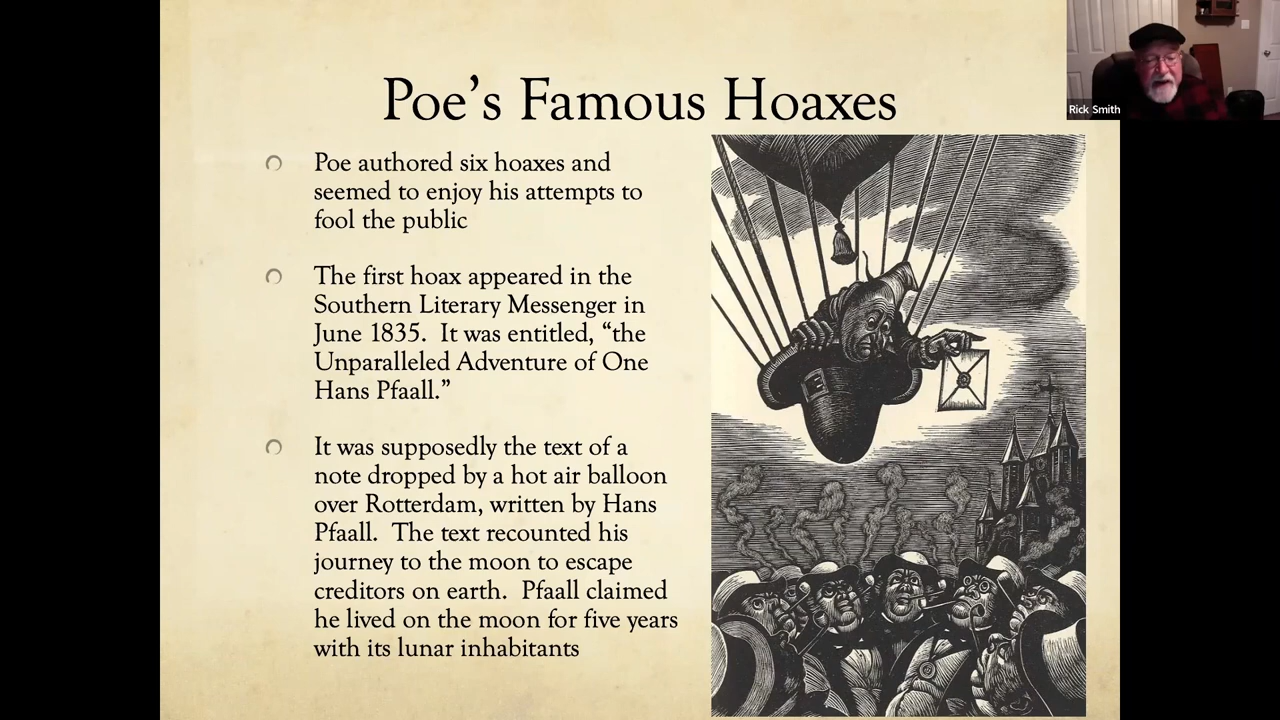 Poe's Famous Hoaxes
Rick Smith
Poe authored six hoaxes and
seemed to enjoy his attempts to
fool the public
The first hoax appeared in the
Southern Literary Messenger in
June 1835.  It was entitled, “the
Unparalleled Adventure of One
Hans Pfaall.”
It was supposedly the text of a
note dropped by a hot air balloon
over Rotterdam, written by Hans
Pfaall.  The text recounted his
journey to the moon to escape
creditors on earth.  Pfaall claimed
he lived on the moon for five years
with its lunar inhabitants